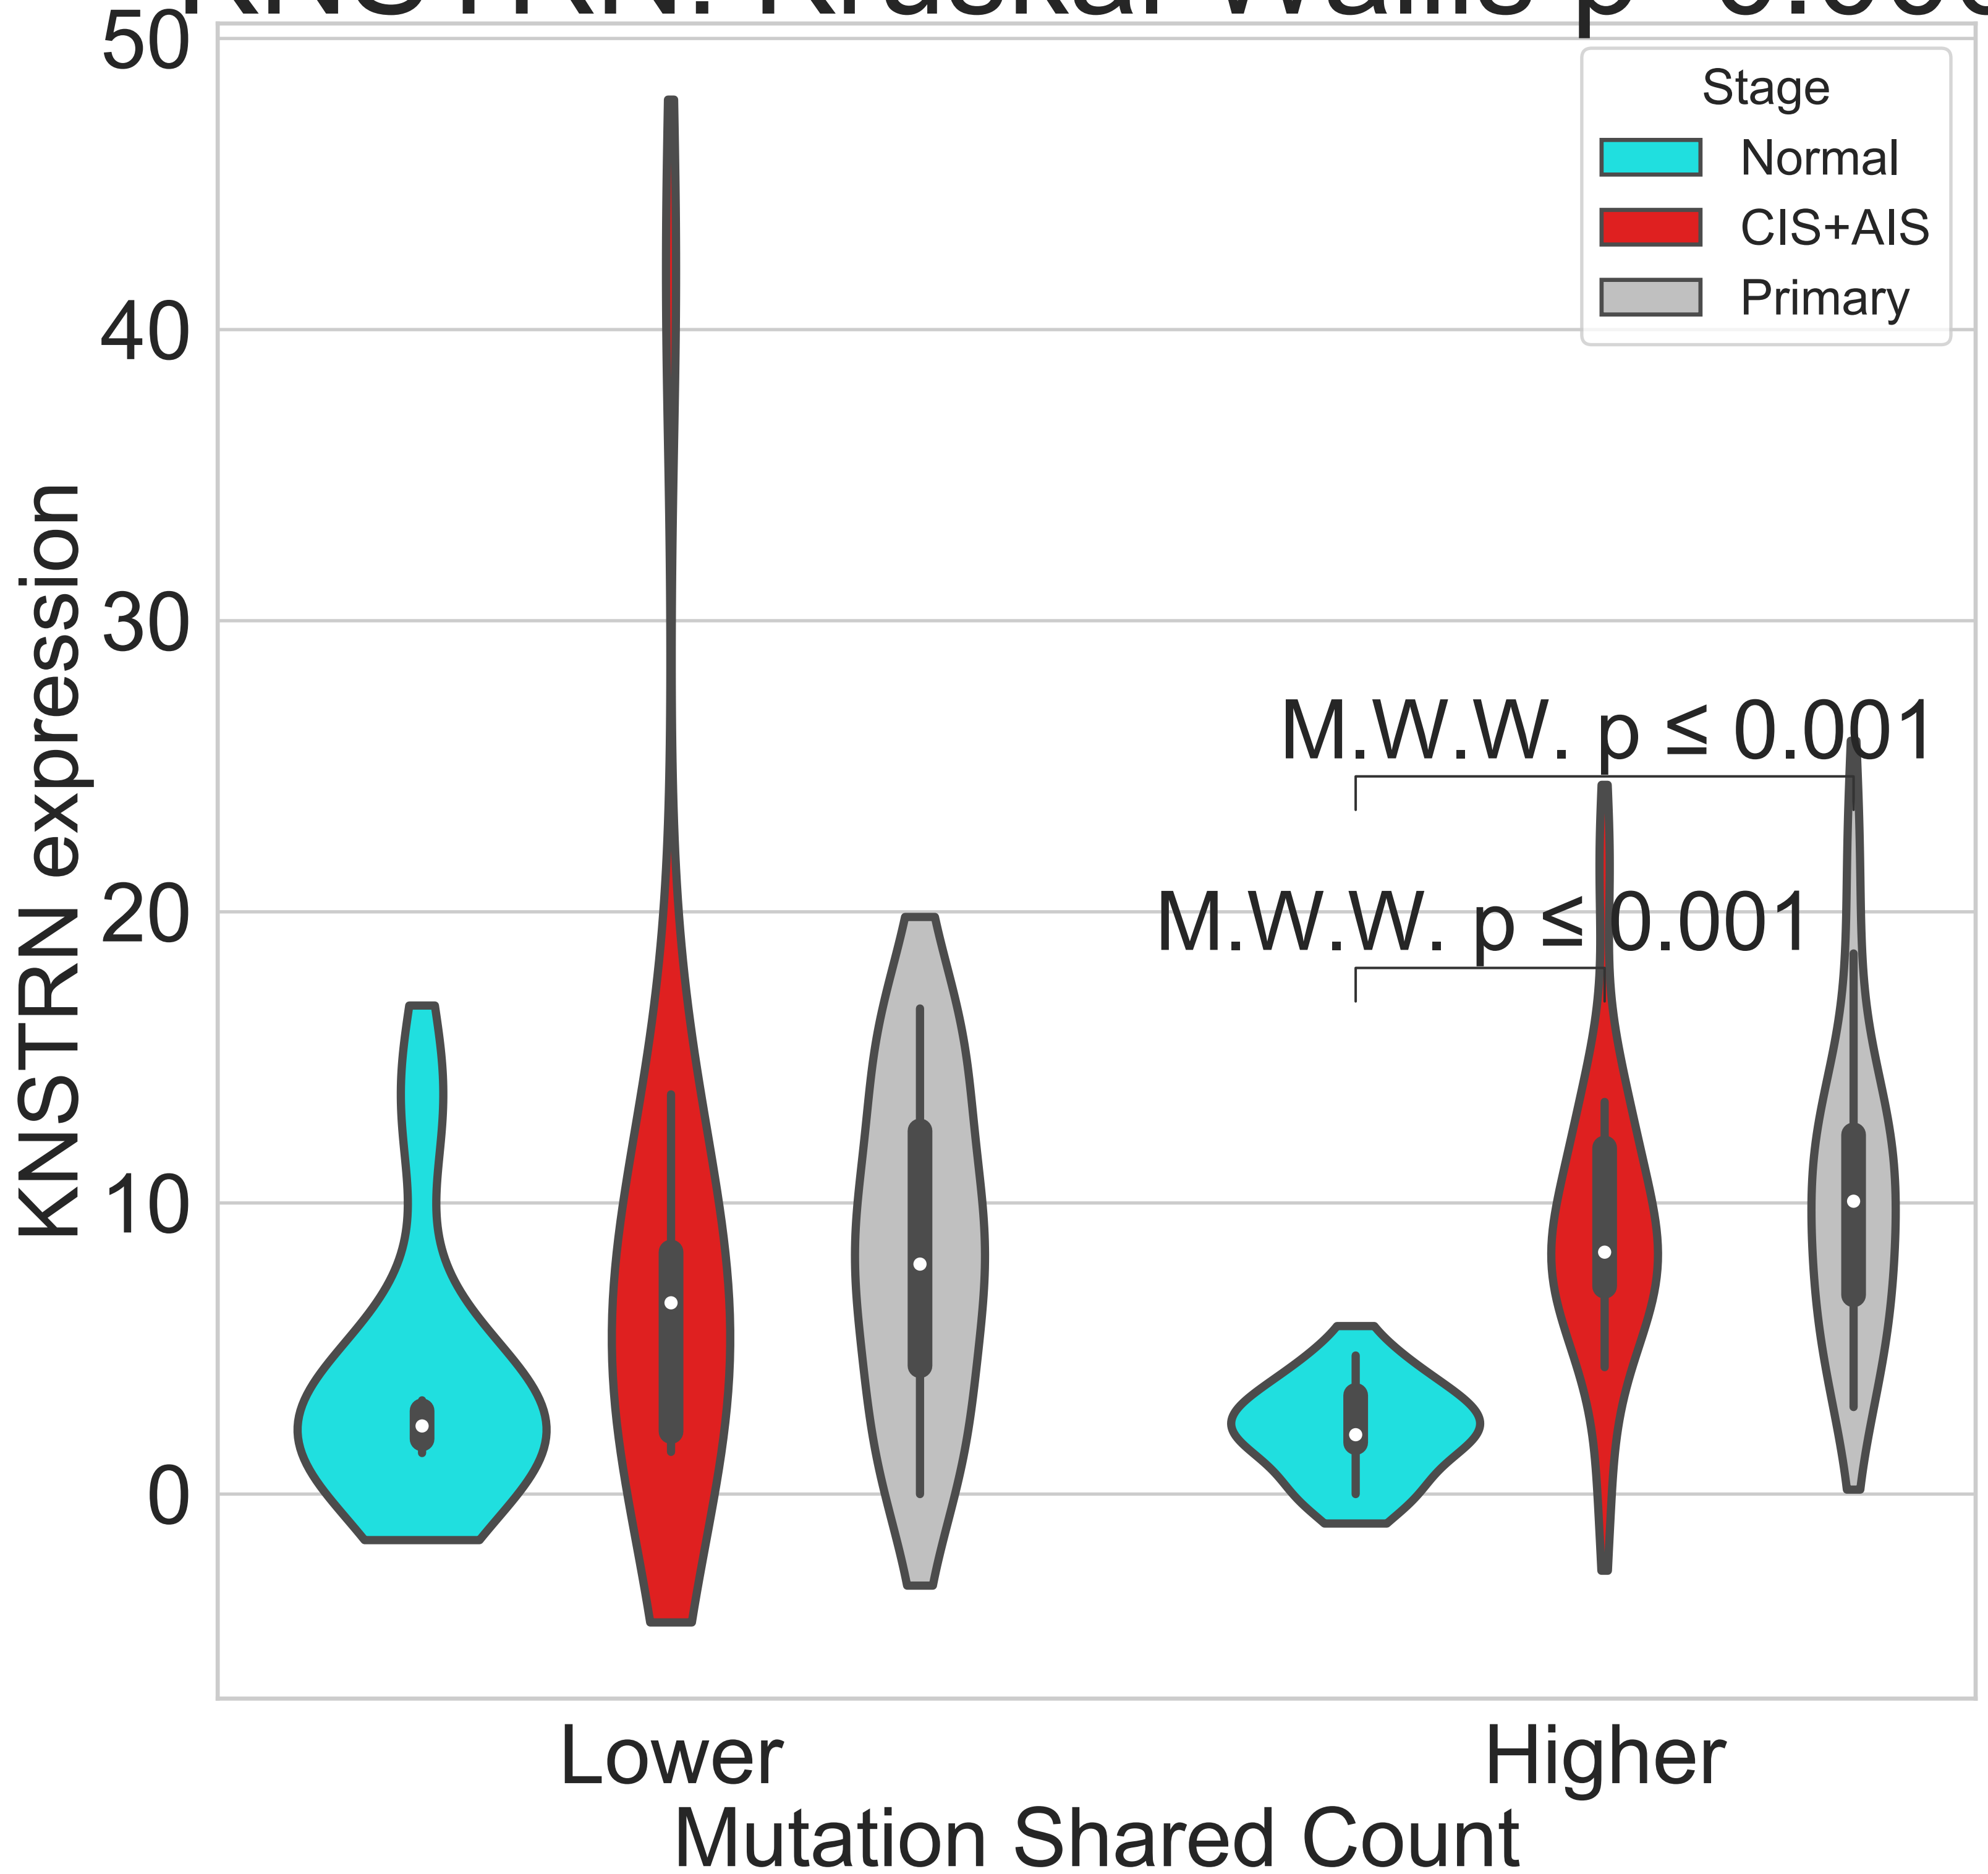 50
Stage
Normal
CIS+AIS
Primary
40
30
20
10
0
KNSTRN expression
M.W.W. p ≤ 0.001
M.W.W. p ≤ 0.001
Lower
Higher
Mutation Shared Count